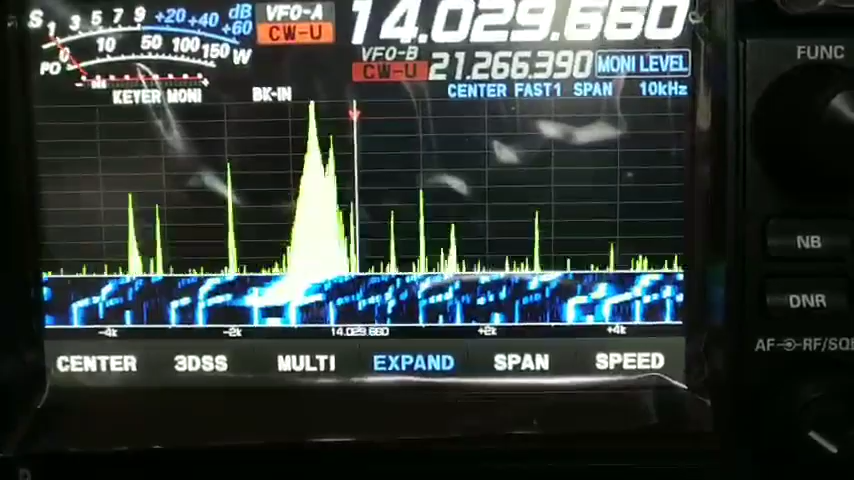 S 1 3 5 7 9 +20 +40 +60 dB
VFO-A 14.029.660
CW-U
PO 0 10 50 100 150 W
VFO-B
CW-U 21.266.390 MONI LEVEL
KEYER MONI BK-IN CENTER FAST1 SPAN 10kHz
-4k -2k 14.029.660 +2k +4k
CENTER 3DSS MULTI EXPAND SPAN SPEED
FUNC
NB
DNR
AF RF/SQL